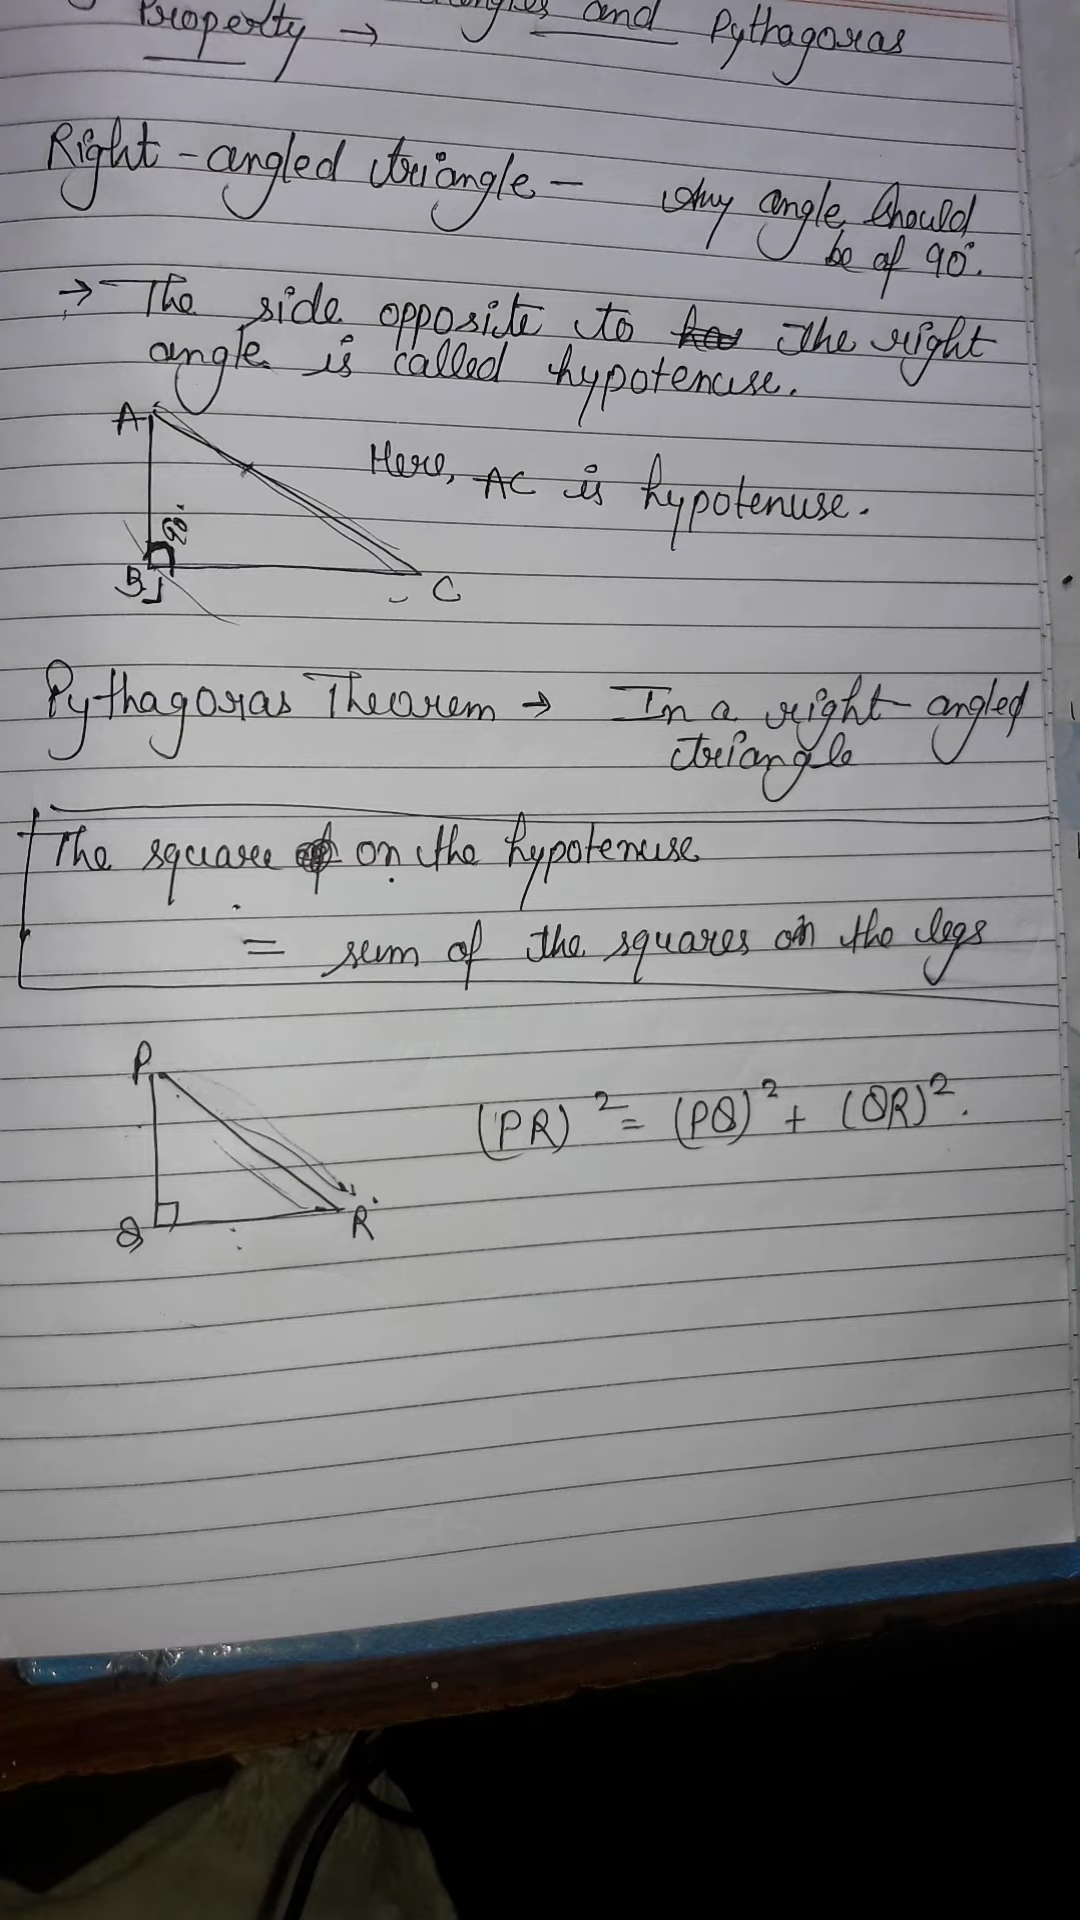 Property → and Pythagoras
Right-angled triangle – Any angle should
be of 90°.
→ The side opposite to the right
angle is called hypotenuse.
A
Here, AC is hypotenuse.
90°
B
C
Pythagoras Thearem → In a right-angled
triangle
The square on the hypotenuse
= sum of the squares on the legs
P
(PR)² = (PQ)² + (QR)².
Q
R